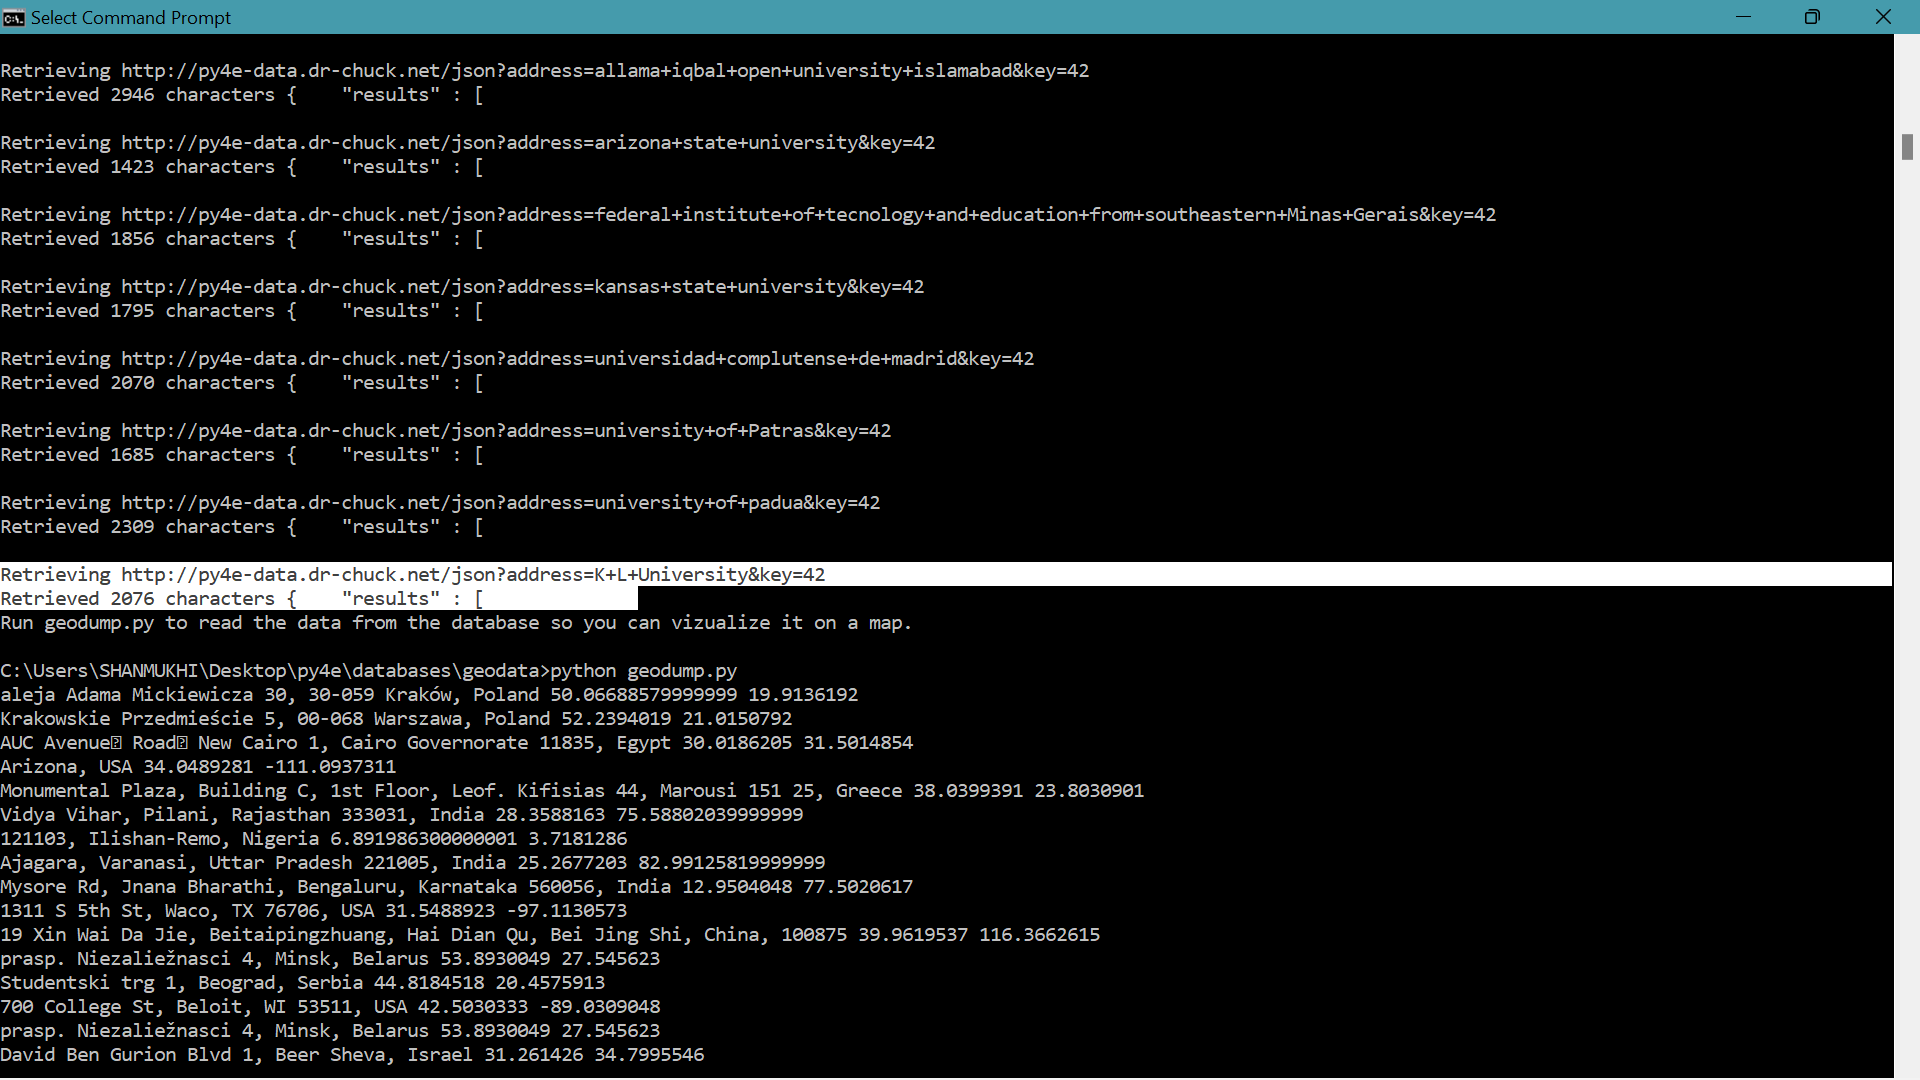 Select Command Prompt
Retrieving http://py4e-data.dr-chuck.net/json?address=allama+iqbal+open+university+islamabad&key=42
Retrieved 2946 characters {    "results" : [
Retrieving http://py4e-data.dr-chuck.net/json?address=arizona+state+university&key=42
Retrieved 1423 characters {    "results" : [
Retrieving http://py4e-data.dr-chuck.net/json?address=federal+institute+of+tecnology+and+education+from+southeastern+Minas+Gerais&key=42
Retrieved 1856 characters {    "results" : [
Retrieving http://py4e-data.dr-chuck.net/json?address=kansas+state+university&key=42
Retrieved 1795 characters {    "results" : [
Retrieving http://py4e-data.dr-chuck.net/json?address=universidad+complutense+de+madrid&key=42
Retrieved 2070 characters {    "results" : [
Retrieving http://py4e-data.dr-chuck.net/json?address=university+of+Patras&key=42
Retrieved 1685 characters {    "results" : [
Retrieving http://py4e-data.dr-chuck.net/json?address=university+of+padua&key=42
Retrieved 2309 characters {    "results" : [
Retrieving http://py4e-data.dr-chuck.net/json?address=K+L+University&key=42
Retrieved 2076 characters {    "results" : [
Run geodump.py to read the data from the database so you can vizualize it on a map.
C:\Users\SHANMUKHI\Desktop\py4e\databases\geodata>python geodump.py
aleja Adama Mickiewicza 30, 30-059 Kraków, Poland 50.06688579999999 19.9136192
Krakowskie Przedmieście 5, 00-068 Warszawa, Poland 52.2394019 21.0150792
AUC Avenue Road New Cairo 1, Cairo Governorate 11835, Egypt 30.0186205 31.5014854
Arizona, USA 34.0489281 -111.0937311
Monumental Plaza, Building C, 1st Floor, Leof. Kifisias 44, Marousi 151 25, Greece 38.0399391 23.8030901
Vidya Vihar, Pilani, Rajasthan 333031, India 28.3588163 75.58802039999999
121103, Ilishan-Remo, Nigeria 6.891986300000001 3.7181286
Ajagara, Varanasi, Uttar Pradesh 221005, India 25.2677203 82.99125819999999
Mysore Rd, Jnana Bharathi, Bengaluru, Karnataka 560056, India 12.9504048 77.5020617
1311 S 5th St, Waco, TX 76706, USA 31.5488923 -97.1130573
19 Xin Wai Da Jie, Beitaipingzhuang, Hai Dian Qu, Bei Jing Shi, China, 100875 39.9619537 116.3662615
prasp. Niezaliežnasci 4, Minsk, Belarus 53.8930049 27.545623
Studentski trg 1, Beograd, Serbia 44.8184518 20.4575913
700 College St, Beloit, WI 53511, USA 42.5030333 -89.0309048
prasp. Niezaliežnasci 4, Minsk, Belarus 53.8930049 27.545623
David Ben Gurion Blvd 1, Beer Sheva, Israel 31.261426 34.7995546